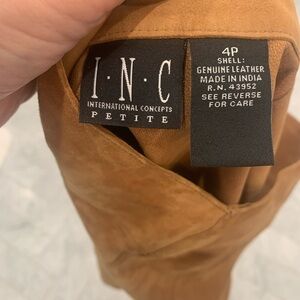 I·N·C
INTERNATIONAL CONCEPTS
PETITE
4P
SHELL:
GENUINE LEATHER
MADE IN INDIA
R.N. 43952
SEE REVERSE
FOR CARE